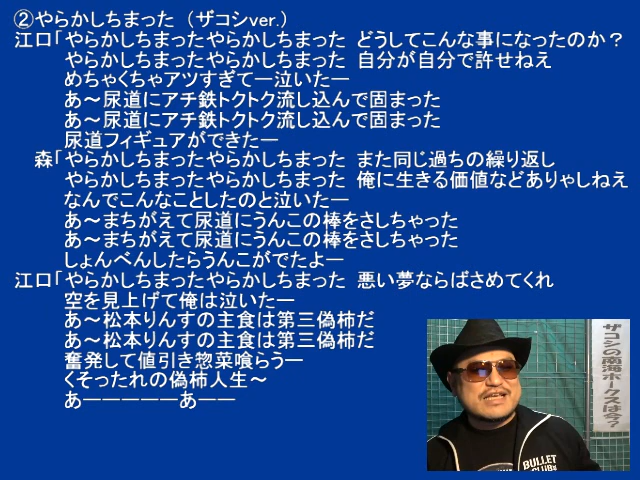 ②やらかしちまった （ザコシver.）
江口「やらかしちまったやらかしちまった どうしてこんな事になったのか？
やらかしちまったやらかしちまった 自分が自分で許せねえ
めちゃくちゃアツすぎてー泣いたー
あ～尿道にアチ鉄トクトク流し込んで固まった
あ～尿道にアチ鉄トクトク流し込んで固まった
尿道フィギュアができたー
森「やらかしちまったやらかしちまった また同じ過ちの繰り返し
やらかしちまったやらかしちまった 俺に生きる価値などありゃしねえ
なんでこんなことしたのと泣いたー
あ～まちがえて尿道にうんこの棒をさしちゃった
あ～まちがえて尿道にうんこの棒をさしちゃった
しょんべんしたらうんこがでたよー
江口「やらかしちまったやらかしちまった 悪い夢ならばさめてくれ
空を見上げて俺は泣いたー
あ～松本りんすの主食は第三偽柿だ
あ～松本りんすの主食は第三偽柿だ
奮発して値引き惣菜喰らうー
くそったれの偽柿人生～
あーーーーーあーー
ザコシの南海ホークスは今？
BULLET
CLUB